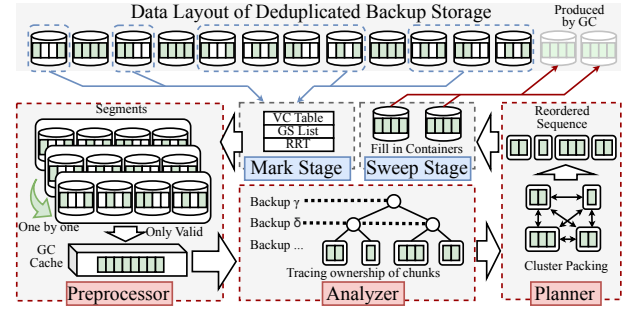 Data Layout of Deduplicated Backup Storage
Produced
by GC
Segments
VC Table
GS List
RRT
Mark Stage
Fill in Containers
Sweep Stage
Reordered
Sequence
One by one
Only Valid
GC
Cache
Preprocessor
Backup γ
Backup δ
Backup ...
Tracing ownership of chunks
Analyzer
Cluster Packing
Planner